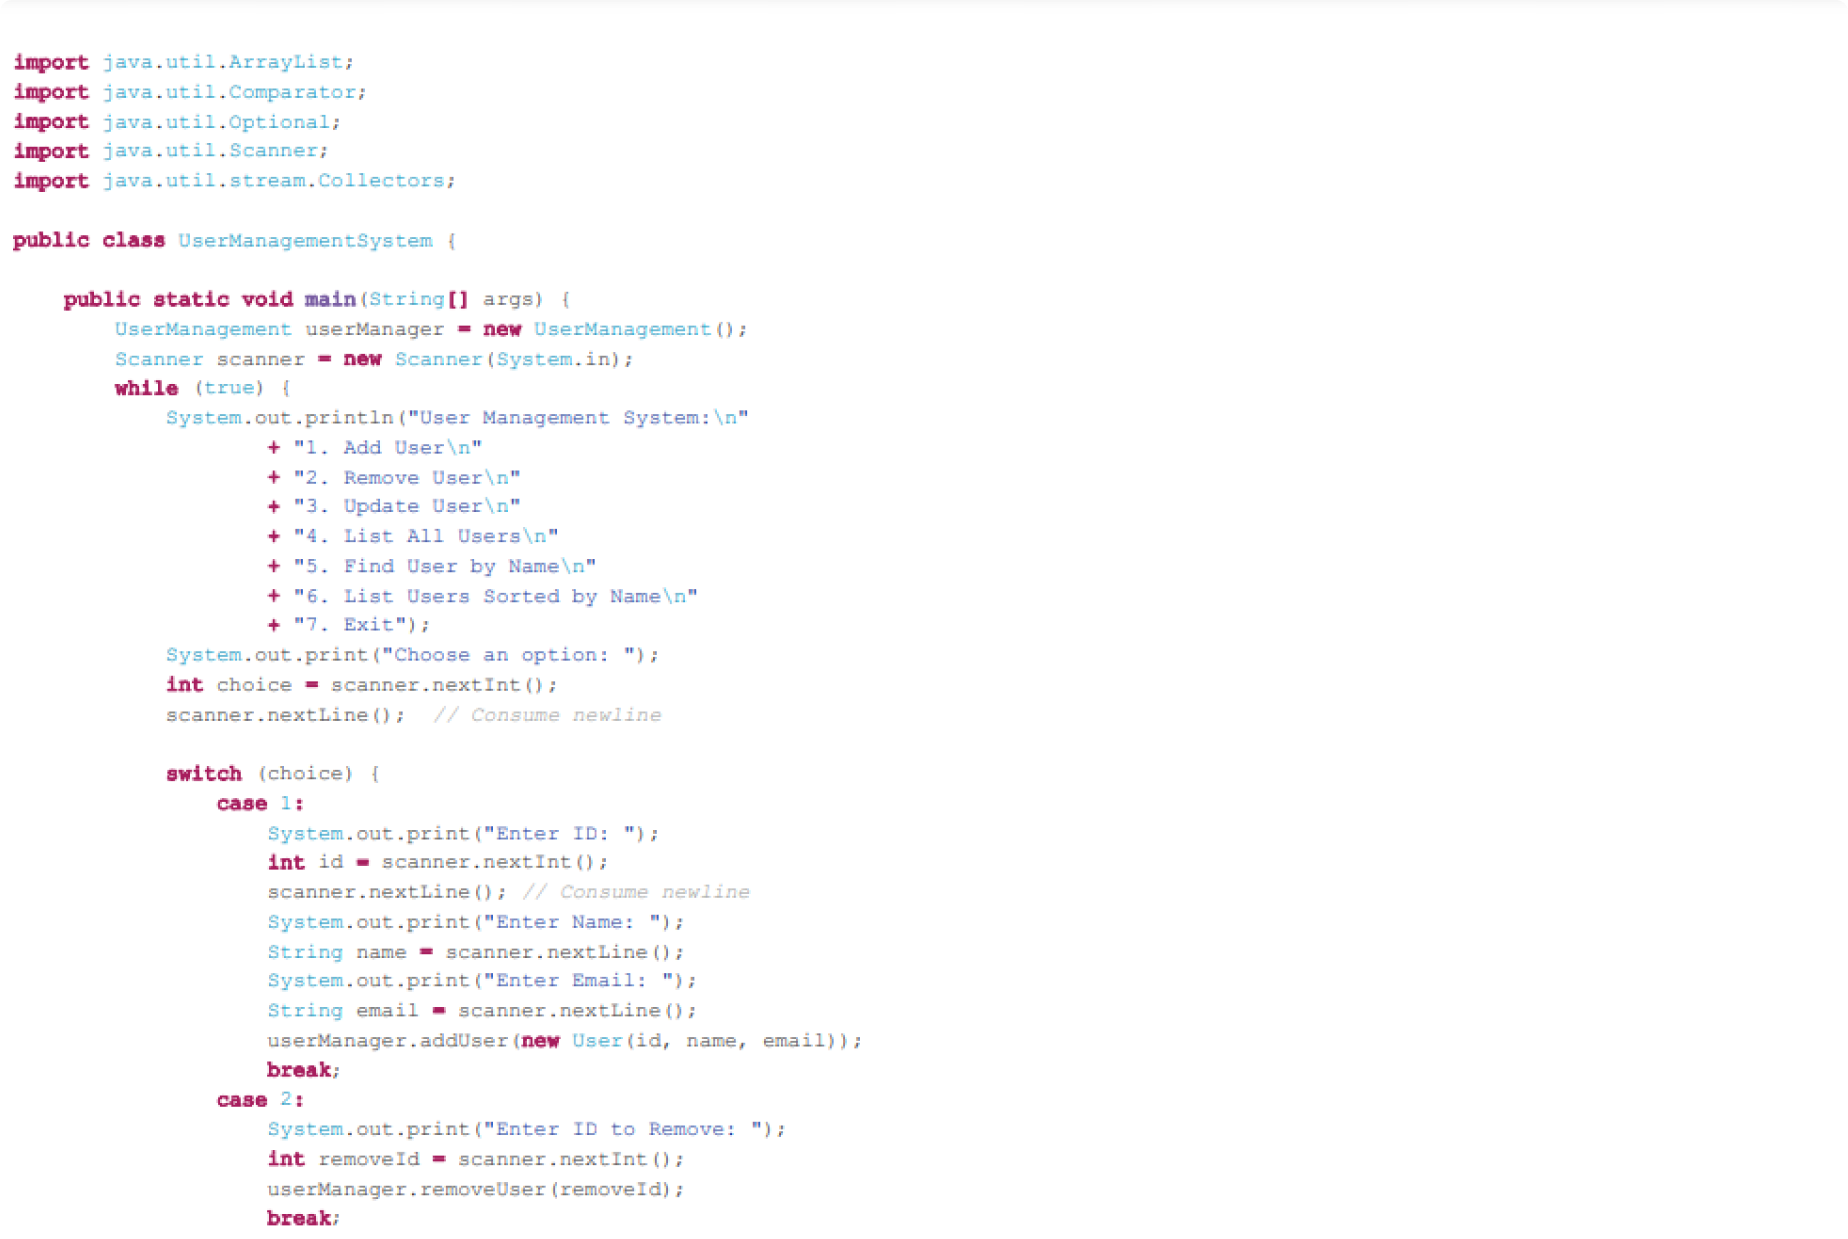 import java.util.ArrayList;
import java.util.Comparator;
import java.util.Optional;
import java.util.Scanner;
import java.util.stream.Collectors;

public class UserManagementSystem {

    public static void main(String[] args) {
        UserManagement userManager = new UserManagement();
        Scanner scanner = new Scanner(System.in);
        while (true) {
            System.out.println("User Management System:\n"
                    + "1. Add User\n"
                    + "2. Remove User\n"
                    + "3. Update User\n"
                    + "4. List All Users\n"
                    + "5. Find User by Name\n"
                    + "6. List Users Sorted by Name\n"
                    + "7. Exit");
            System.out.print("Choose an option: ");
            int choice = scanner.nextInt();
            scanner.nextLine();  // Consume newline

            switch (choice) {
                case 1:
                    System.out.print("Enter ID: ");
                    int id = scanner.nextInt();
                    scanner.nextLine(); // Consume newline
                    System.out.print("Enter Name: ");
                    String name = scanner.nextLine();
                    System.out.print("Enter Email: ");
                    String email = scanner.nextLine();
                    userManager.addUser(new User(id, name, email));
                    break;
                case 2:
                    System.out.print("Enter ID to Remove: ");
                    int removeId = scanner.nextInt();
                    userManager.removeUser(removeId);
                    break;